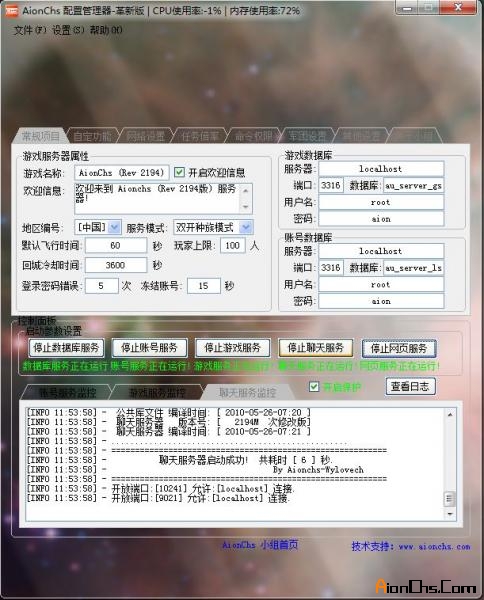 AionChs 配置管理器-革新版 | CPU使用率:-1% | 内存使用率:72%
文件(F) 设置(S) 帮助(H)
常规项目 自定功能 网络设置 任务倍率 命令权限 军团设置 其他设置
游戏服务器属性
游戏名称: AionChs (Rev 2194) 开启欢迎信息
欢迎信息: 欢迎来到 Aionchs (Rev 2194版) 服务器!
地区编号: [中国] 服务模式: 双开种族模式
默认飞行时间: 60 秒 玩家上限: 100 人
回城冷却时间: 3600 秒
登录密码错误: 5 次 冻结账号: 15 秒
游戏数据库
服务器: localhost
端口: 3316 数据库: au_server_gs
用户名: root
密码: aion
账号数据库
服务器: localhost
端口: 3316 数据库: au_server_ls
用户名: root
密码: aion
控制面板
启动参数设置
停止数据库服务 停止账号服务 停止游戏服务 停止聊天服务 停止网页服务
数据库服务正在运行! 账号服务正在运行! 游戏服务正在运行! 聊天服务正在运行! 网页服务正在运行!
账号服务监控 游戏服务监控 聊天服务监控 开启保护 查看日志
[INFO 11:53:58] - 公共库文件 编译时间: [ 2010-05-26-07:20 ]
[INFO 11:53:58] - 聊天服务器 版本号: [ 2194M 次修改版]
[INFO 11:53:58] - 聊天服务器 编译时间: [ 2010-05-26-07:21 ]
[INFO 11:53:58] - ................................................
[INFO 11:53:58] - ================================================
[INFO 11:53:58] - 聊天服务器启动成功! 共耗时 [ 6 ] 秒.
[INFO 11:53:58] - By Aionchs-Wylovech
[INFO 11:53:58] - ================================================
[INFO 11:53:58] - 开放端口:[10241] 允许:[localhost] 连接.
[INFO 11:53:58] - 开放端口:[9021] 允许:[localhost] 连接.
AionChs 小组首页 技术支持: www.aionchs.com
AionChs.Com